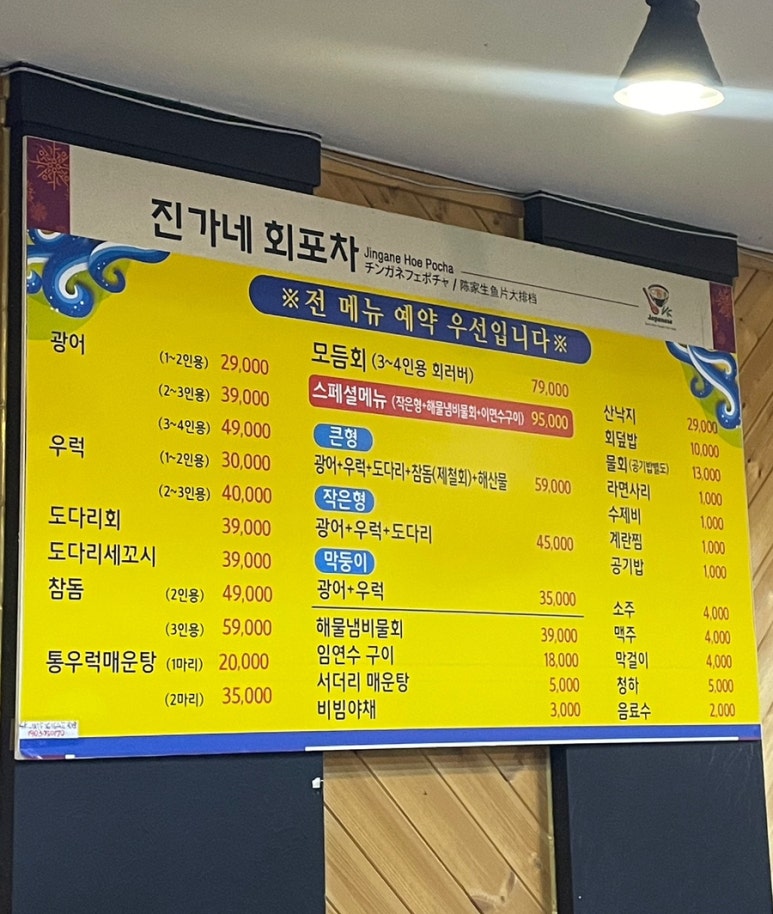 진가네 회포차
Jingane Hoe Pocha
チンガネフェポチャ / 陈家生鱼片大排档
※전 메뉴 예약 우선입니다※
광어
(1~2인용) 29,000
(2~3인용) 39,000
(3~4인용) 49,000
우럭
(1~2인용) 30,000
(2~3인용) 40,000
도다리회 39,000
도다리세꼬시 39,000
참돔 (2인용) 49,000
(3인용) 59,000
통우럭매운탕 (1마리) 20,000
(2마리) 35,000
모듬회 (3~4인용 회러버) 79,000
스페셜메뉴 (작은형+해물냄비물회+이면수구이) 95,000
큰형
광어+우럭+도다리+참돔(제철회)+해산물 59,000
작은형
광어+우럭+도다리 45,000
막둥이
광어+우럭 35,000
해물냄비물회 39,000
임연수 구이 18,000
서더리 매운탕 5,000
비빔야채 3,000
산낙지 29,000
회덮밥 10,000
물회(공기밥별도) 13,000
라면사리 1,000
수제비 1,000
계란찜 1,000
공기밥 1,000
소주 4,000
맥주 4,000
막걸이 4,000
청하 5,000
음료수 2,000